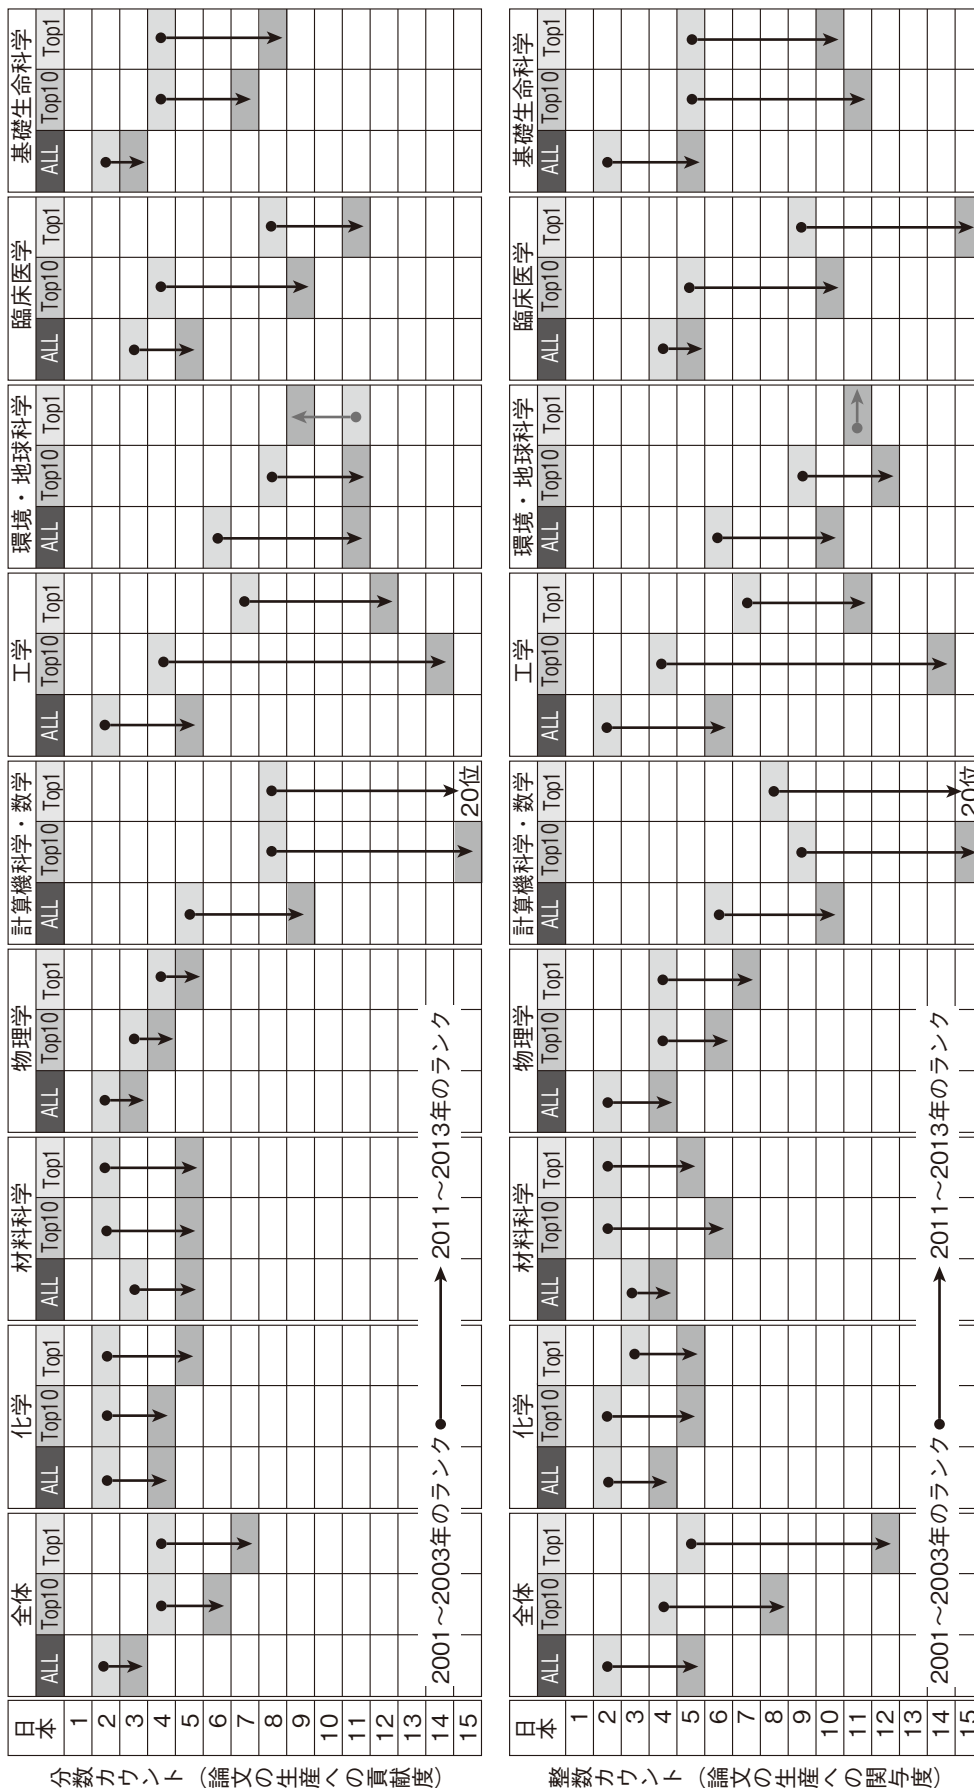 分数カウント（論文の生産への貢献度）
日本
1
2
3
4
5
6
7
8
9
10
11
12
13
14
15
全体
ALL Top10 Top1
化学
ALL Top10 Top1
材料科学
ALL Top10 Top1
物理学
ALL Top10 Top1
計算機科学・数学
ALL Top10 Top1
工学
ALL Top10 Top1
環境・地球科学
ALL Top10 Top1
臨床医学
ALL Top10 Top1
基礎生命科学
ALL Top10 Top1
20位
2001～2003年のランク 2011～2013年のランク
整数カウント（論文の生産への関与度）
日本
1
2
3
4
5
6
7
8
9
10
11
12
13
14
15
全体
ALL Top10 Top1
化学
ALL Top10 Top1
材料科学
ALL Top10 Top1
物理学
ALL Top10 Top1
計算機科学・数学
ALL Top10 Top1
工学
ALL Top10 Top1
環境・地球科学
ALL Top10 Top1
臨床医学
ALL Top10 Top1
基礎生命科学
ALL Top10 Top1
20位
2001～2003年のランク 2011～2013年のランク